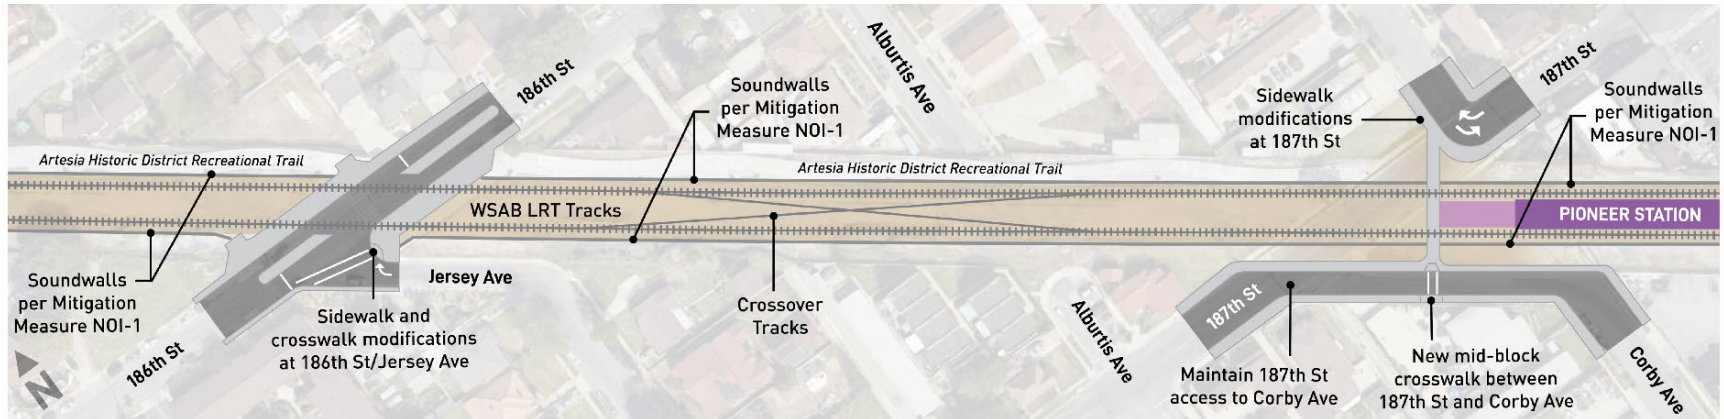 186th St
Alburtis Ave
187th St
Soundwalls
per Mitigation
Measure NOI-1
Sidewalk
modifications
at 187th St
Soundwalls
per Mitigation
Measure NOI-1
Artesia Historic District Recreational Trail
Artesia Historic District Recreational Trail
WSAB LRT Tracks
PIONEER STATION
Soundwalls
per Mitigation
Measure NOI-1
Jersey Ave
Sidewalk and
crosswalk modifications
at 186th St/Jersey Ave
Crossover
Tracks
187th St
Alburtis Ave
Maintain 187th St
access to Corby Ave
New mid-block
crosswalk between
187th St and Corby Ave
Corby Ave
186th St
N